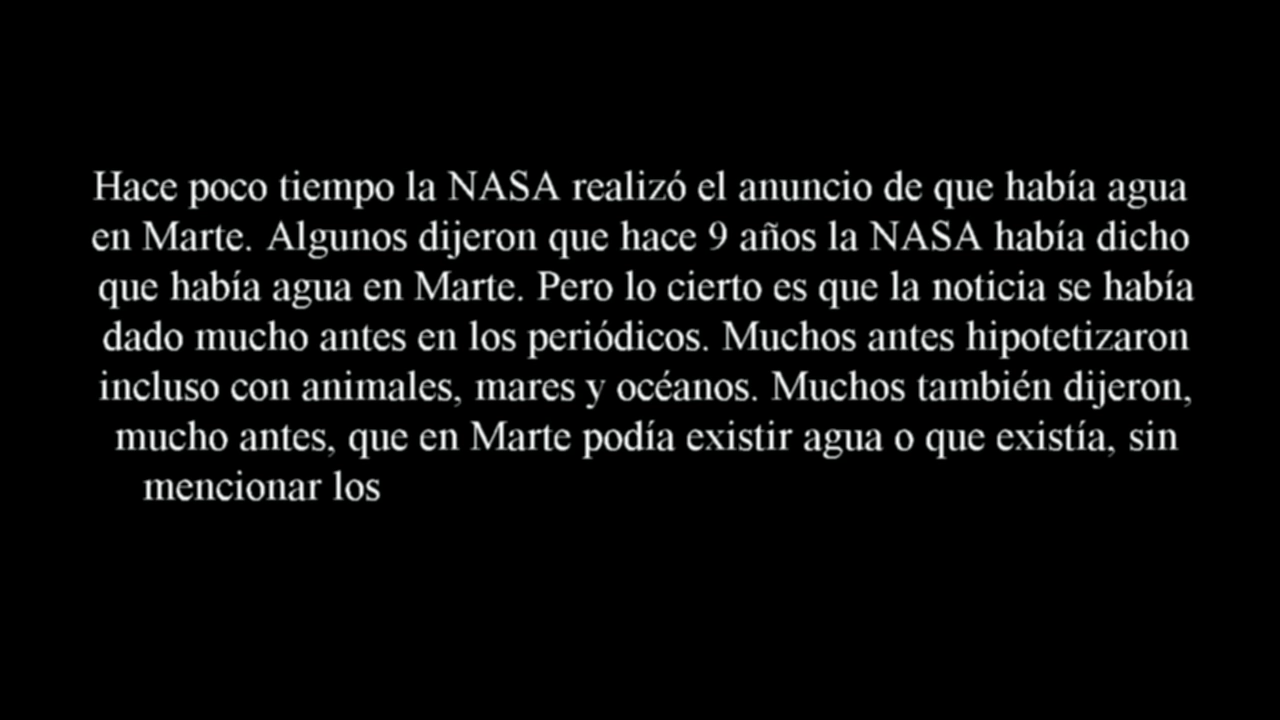 Hace poco tiempo la NASA realizó el anuncio de que había agua
en Marte. Algunos dijeron que hace 9 años la NASA había dicho
que había agua en Marte. Pero lo cierto es que la noticia se había
dado mucho antes en los periódicos. Muchos antes hipotetizaron
incluso con animales, mares y océanos. Muchos también dijeron,
mucho antes, que en Marte podía existir agua o que existía, sin
mencionar los